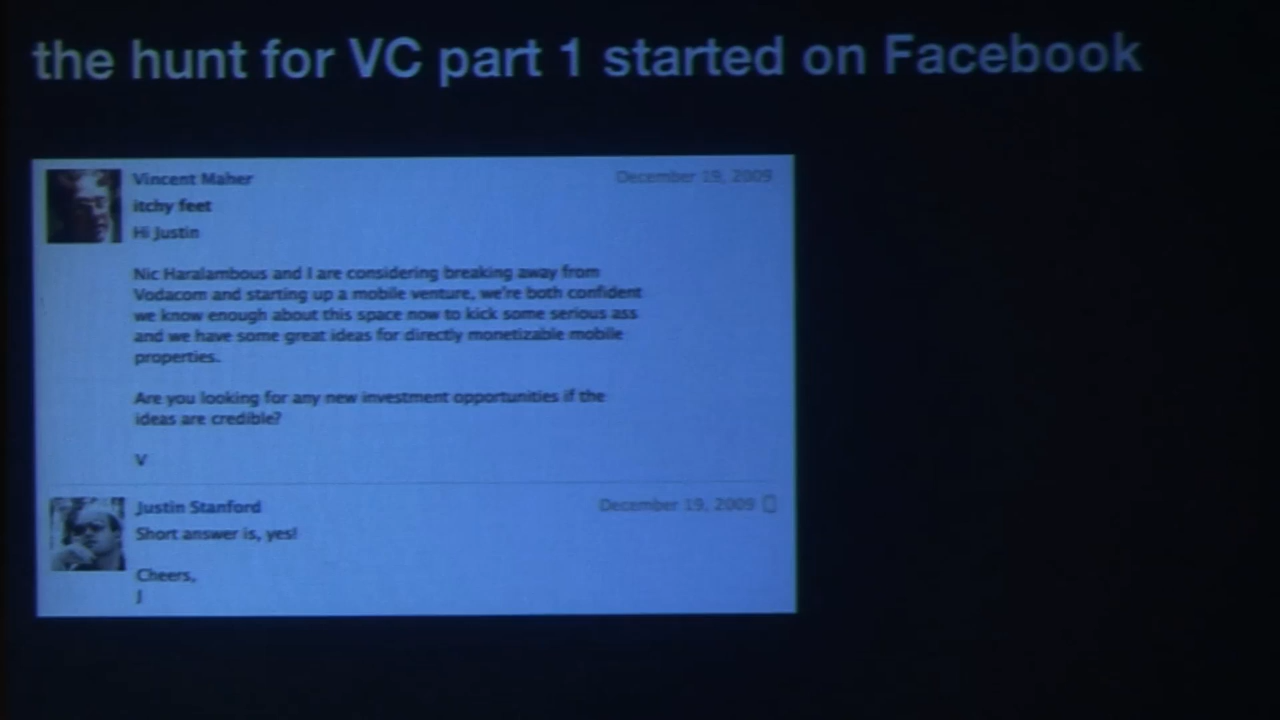 the hunt for VC part 1 started on Facebook
Vincent Maher
December 19, 2009
itchy feet
Hi Justin
Nic Haralambous and I are considering breaking away from
Vodacom and starting up a mobile venture, we're both confident
we know enough about this space now to kick some serious ass
and we have some great ideas for directly monetizable mobile
properties.
Are you looking for any new investment opportunities if the
ideas are credible?
V
Justin Stanford
December 19, 2009
Short answer is, yes!
Cheers,
J